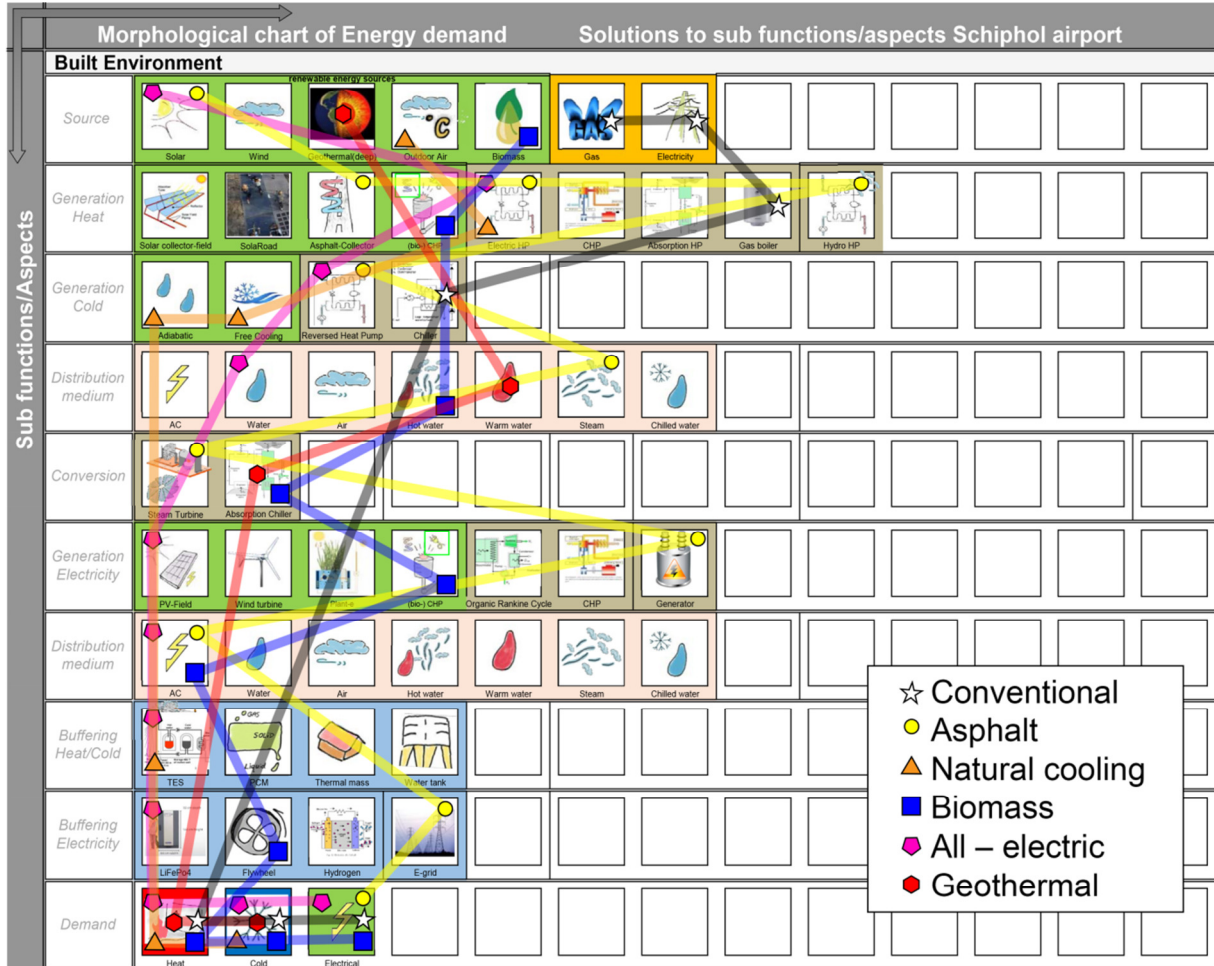 Morphological chart of Energy demand Solutions to sub functions/aspects Schiphol airport
Sub functions/Aspects
Built Environment
renewable energy sources
Source
Solar Wind Geothermal(deep) Outdoor Air Biomass Gas Electricity
°C
GAS
Generation
Heat
Solar collector-field SolaRoad Asphalt-Collector (bio-) CHP Electric HP CHP Absorption HP Gas boiler Hydro HP
Generation
Cold
Adiabatic Free Cooling Reversed Heat Pump Chiller
Distribution
medium
AC Water Air Hot water Warm water Steam Chilled water
Conversion
Steam Turbine Absorption Chiller
Generation
Electricity
PV-Field Wind turbine Plant-e (bio-) CHP Organic Rankine Cycle CHP Generator
Distribution
medium
AC Water Air Hot water Warm water Steam Chilled water
Buffering
Heat/Cold
GAS
SOLID
Liquid
TES PCM Thermal mass Water tank
Buffering
Electricity
LiFePo4 Flywheel Hydrogen E-grid
Demand
Heat Cold Electrical
Conventional
Asphalt
Natural cooling
Biomass
All – electric
Geothermal